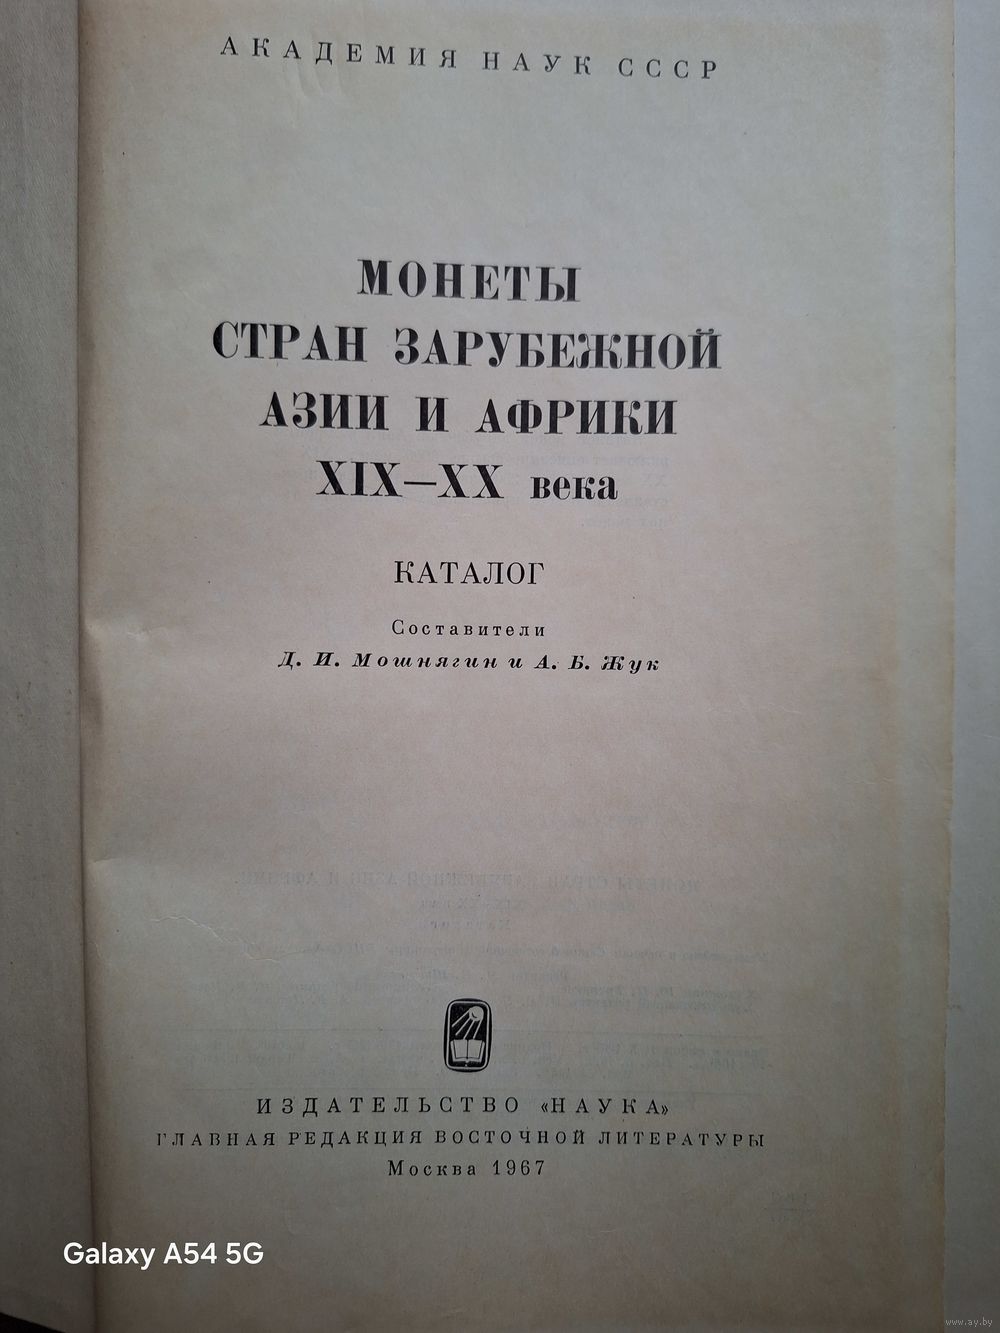 АКАДЕМИЯ НАУК СССР
МОНЕТЫ
СТРАН ЗАРУБЕЖНОЙ
АЗИИ И АФРИКИ
XIX—XX века
КАТАЛОГ
Составители
Д. И. Мошнягин и А. Б. Жук
ИЗДАТЕЛЬСТВО «НАУКА»
ГЛАВНАЯ РЕДАКЦИЯ ВОСТОЧНОЙ ЛИТЕРАТУРЫ
Москва 1967
Galaxy A54 5G
www.ay.by